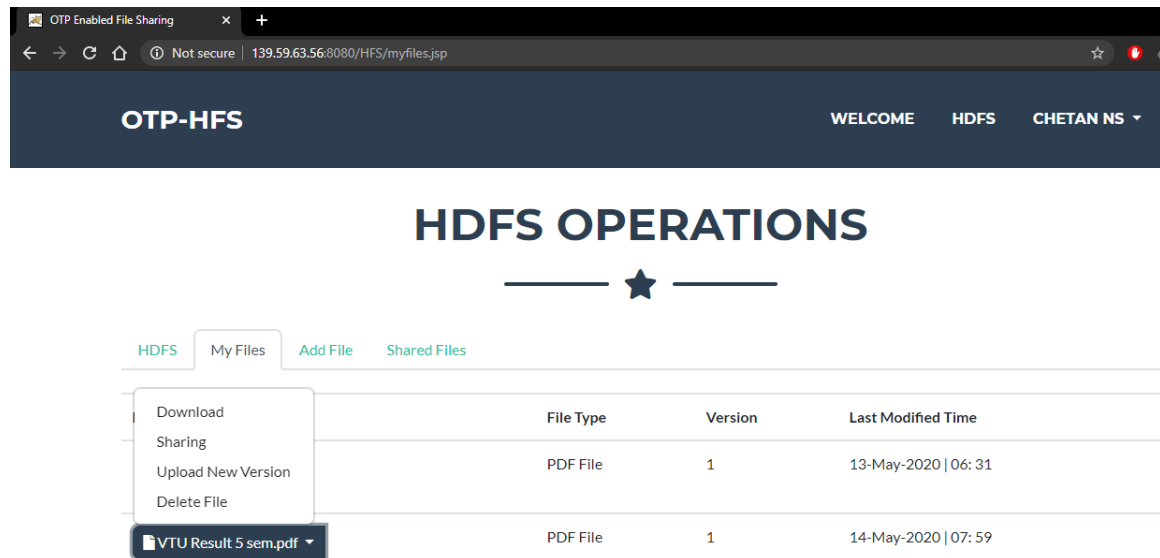 OTP Enabled File Sharing
Not secure | 139.59.63.56:8080/HFS/myfiles.jsp
OTP-HFS WELCOME HDFS CHETAN NS
HDFS OPERATIONS
HDFS My Files Add File Shared Files
File Type Version Last Modified Time
Download
Sharing
Upload New Version
Delete File
PDF File 1 13-May-2020 | 06: 31
VTU Result 5 sem.pdf PDF File 1 14-May-2020 | 07: 59